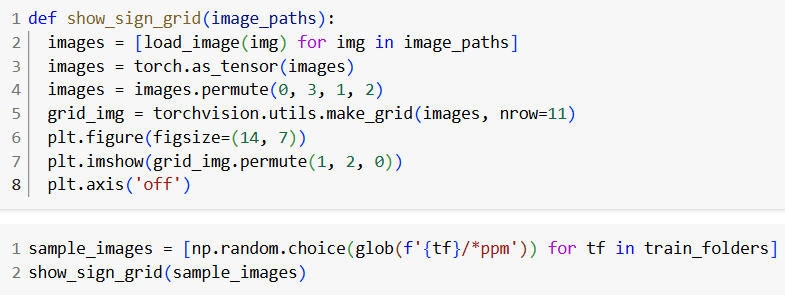 1 def show_sign_grid(image_paths):
2   images = [load_image(img) for img in image_paths]
3   images = torch.as_tensor(images)
4   images = images.permute(0, 3, 1, 2)
5   grid_img = torchvision.utils.make_grid(images, nrow=11)
6   plt.figure(figsize=(14, 7))
7   plt.imshow(grid_img.permute(1, 2, 0))
8   plt.axis('off')
1 sample_images = [np.random.choice(glob(f'{tf}/*ppm')) for tf in train_folders]
2 show_sign_grid(sample_images)